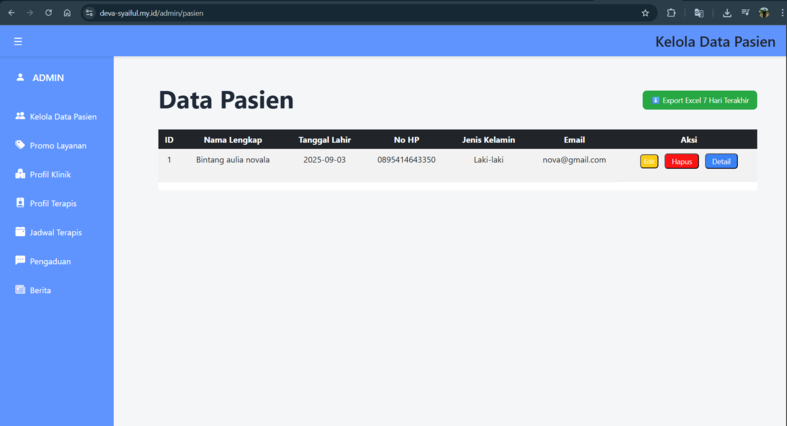 deva-syaiful.my.id/admin/pasien
Kelola Data Pasien
ADMIN
Kelola Data Pasien
Promo Layanan
Profil Klinik
Profil Terapis
Jadwal Terapis
Pengaduan
Berita
Data Pasien
Export Excel 7 Hari Terakhir
ID Nama Lengkap Tanggal Lahir No HP Jenis Kelamin Email Aksi
1 Bintang aulia novala 2025-09-03 0895414643350 Laki-laki nova@gmail.com Edit Hapus Detail